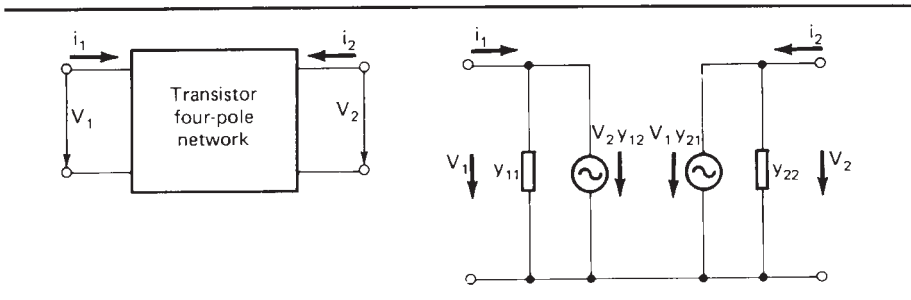 i1
i2
V1
Transistor
four-pole
network
V2
i1
i2
V1
y11
V2 y12
V1 y21
y22
V2